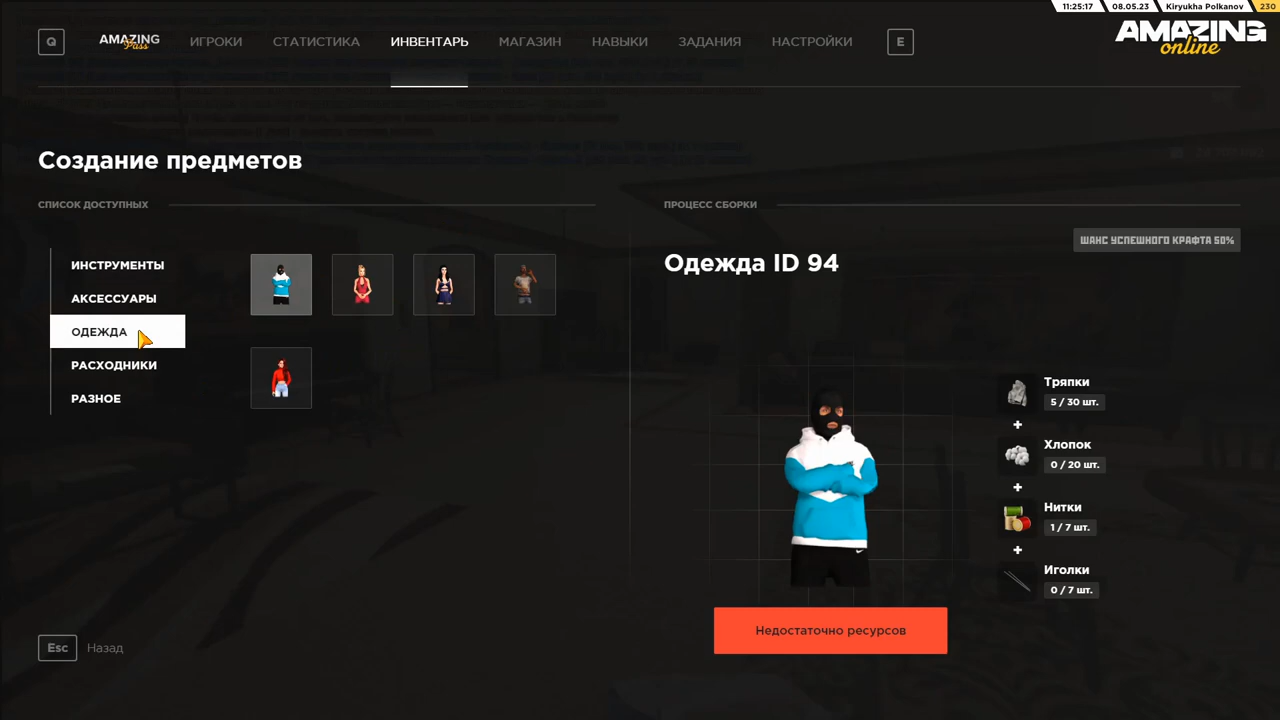 11:25:17 08.05.23 Kiryukha Polkanov 230
Q AMAZING Pass ИГРОКИ СТАТИСТИКА ИНВЕНТАРЬ МАГАЗИН НАВЫКИ ЗАДАНИЯ НАСТРОЙКИ E
AMAZING
online
Создание предметов
СПИСОК ДОСТУПНЫХ
ПРОЦЕСС СБОРКИ
ШАНС УСПЕШНОГО КРАФТА 50%
Одежда ID 94
ИНСТРУМЕНТЫ
АКСЕССУАРЫ
ОДЕЖДА
РАСХОДНИКИ
РАЗНОЕ
Тряпки
5 / 30 шт.
+
Хлопок
0 / 20 шт.
+
Нитки
1 / 7 шт.
+
Иголки
0 / 7 шт.
Недостаточно ресурсов
Esc Назад